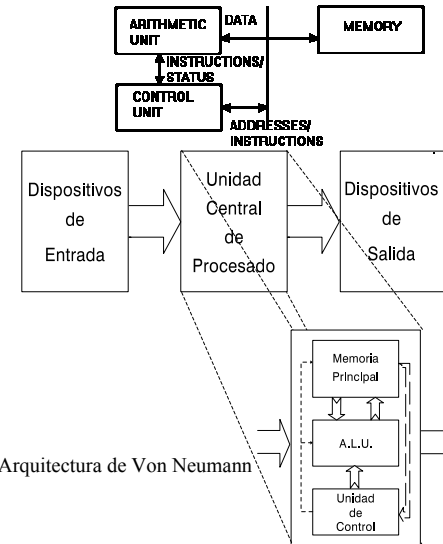 ARITHMETIC
UNIT
DATA
MEMORY
INSTRUCTIONS/
STATUS
CONTROL
UNIT
ADDRESSES/
INSTRUCTIONS
Dispositivos
de
Entrada
Unidad
Central
de
Procesado
Dispositivos
de
Salida
Memoria
Principal
A.L.U.
Unidad
de
Control
Arquitectura de Von Neumann